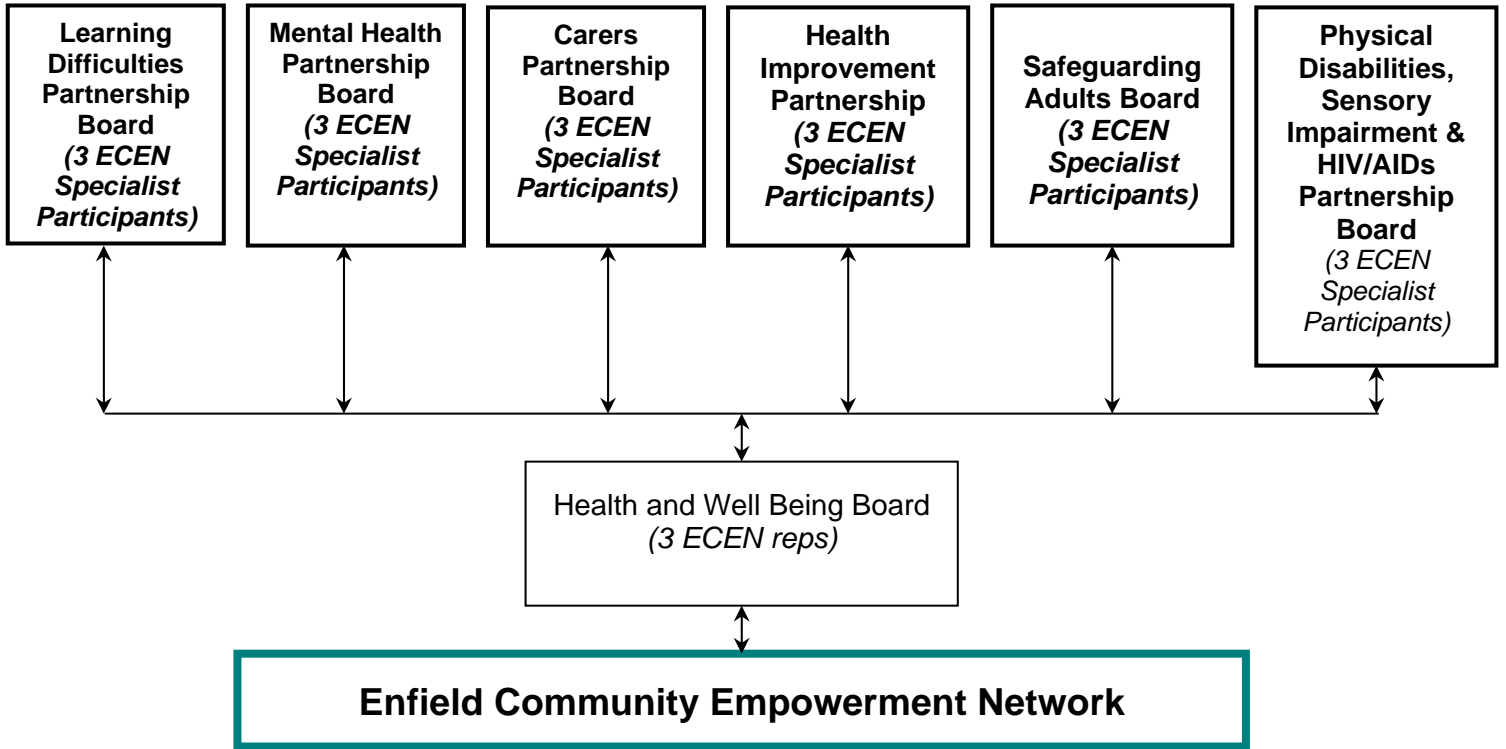 Learning
Difficulties
Partnership
Board
(3 ECEN
Specialist
Participants)
Mental Health
Partnership
Board
(3 ECEN
Specialist
Participants)
Carers
Partnership
Board
(3 ECEN
Specialist
Participants)
Health
Improvement
Partnership
(3 ECEN
Specialist
Participants)
Safeguarding
Adults Board
(3 ECEN
Specialist
Participants)
Physical
Disabilities,
Sensory
Impairment &
HIV/AIDs
Partnership
Board
(3 ECEN
Specialist
Participants)
Health and Well Being Board
(3 ECEN reps)
Enfield Community Empowerment Network